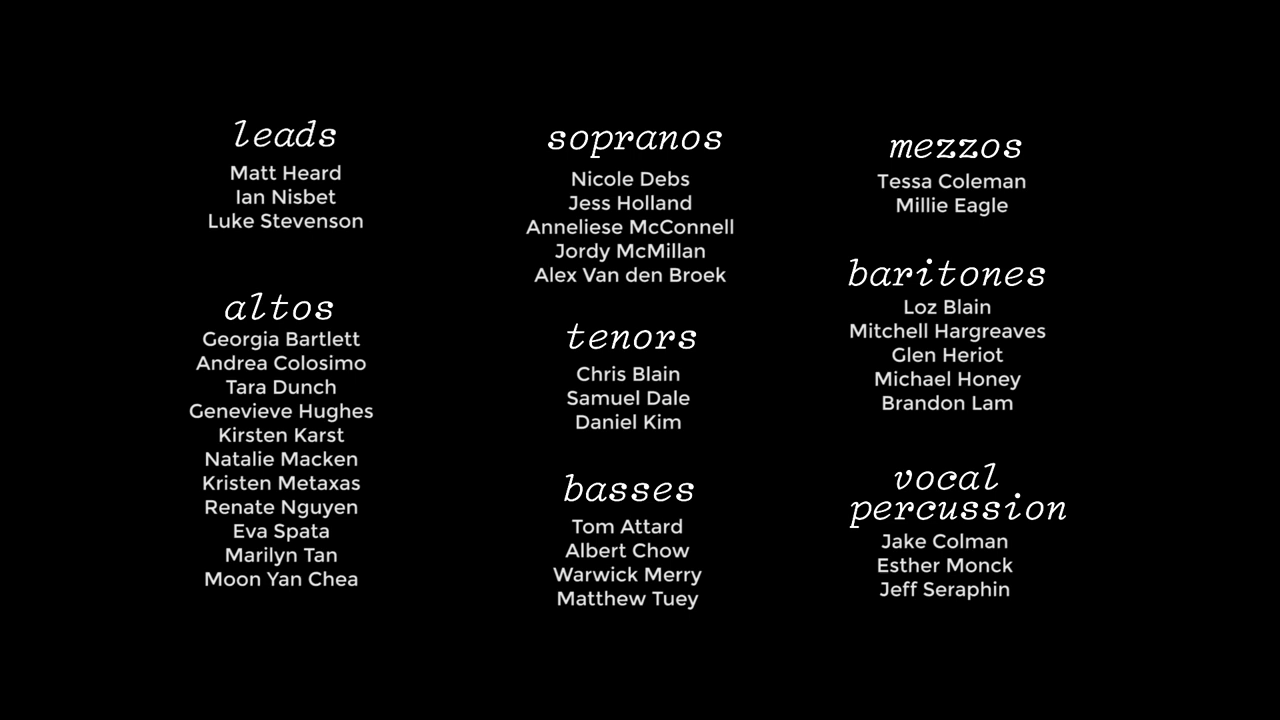 leads
Matt Heard
Ian Nisbet
Luke Stevenson
altos
Georgia Bartlett
Andrea Colosimo
Tara Dunch
Genevieve Hughes
Kirsten Karst
Natalie Macken
Kristen Metaxas
Renate Nguyen
Eva Spata
Marilyn Tan
Moon Yan Chea
sopranos
Nicole Debs
Jess Holland
Anneliese McConnell
Jordy McMillan
Alex Van den Broek
tenors
Chris Blain
Samuel Dale
Daniel Kim
basses
Tom Attard
Albert Chow
Warwick Merry
Matthew Tuey
mezzos
Tessa Coleman
Millie Eagle
baritones
Loz Blain
Mitchell Hargreaves
Glen Heriot
Michael Honey
Brandon Lam
vocal
percussion
Jake Colman
Esther Monck
Jeff Seraphin